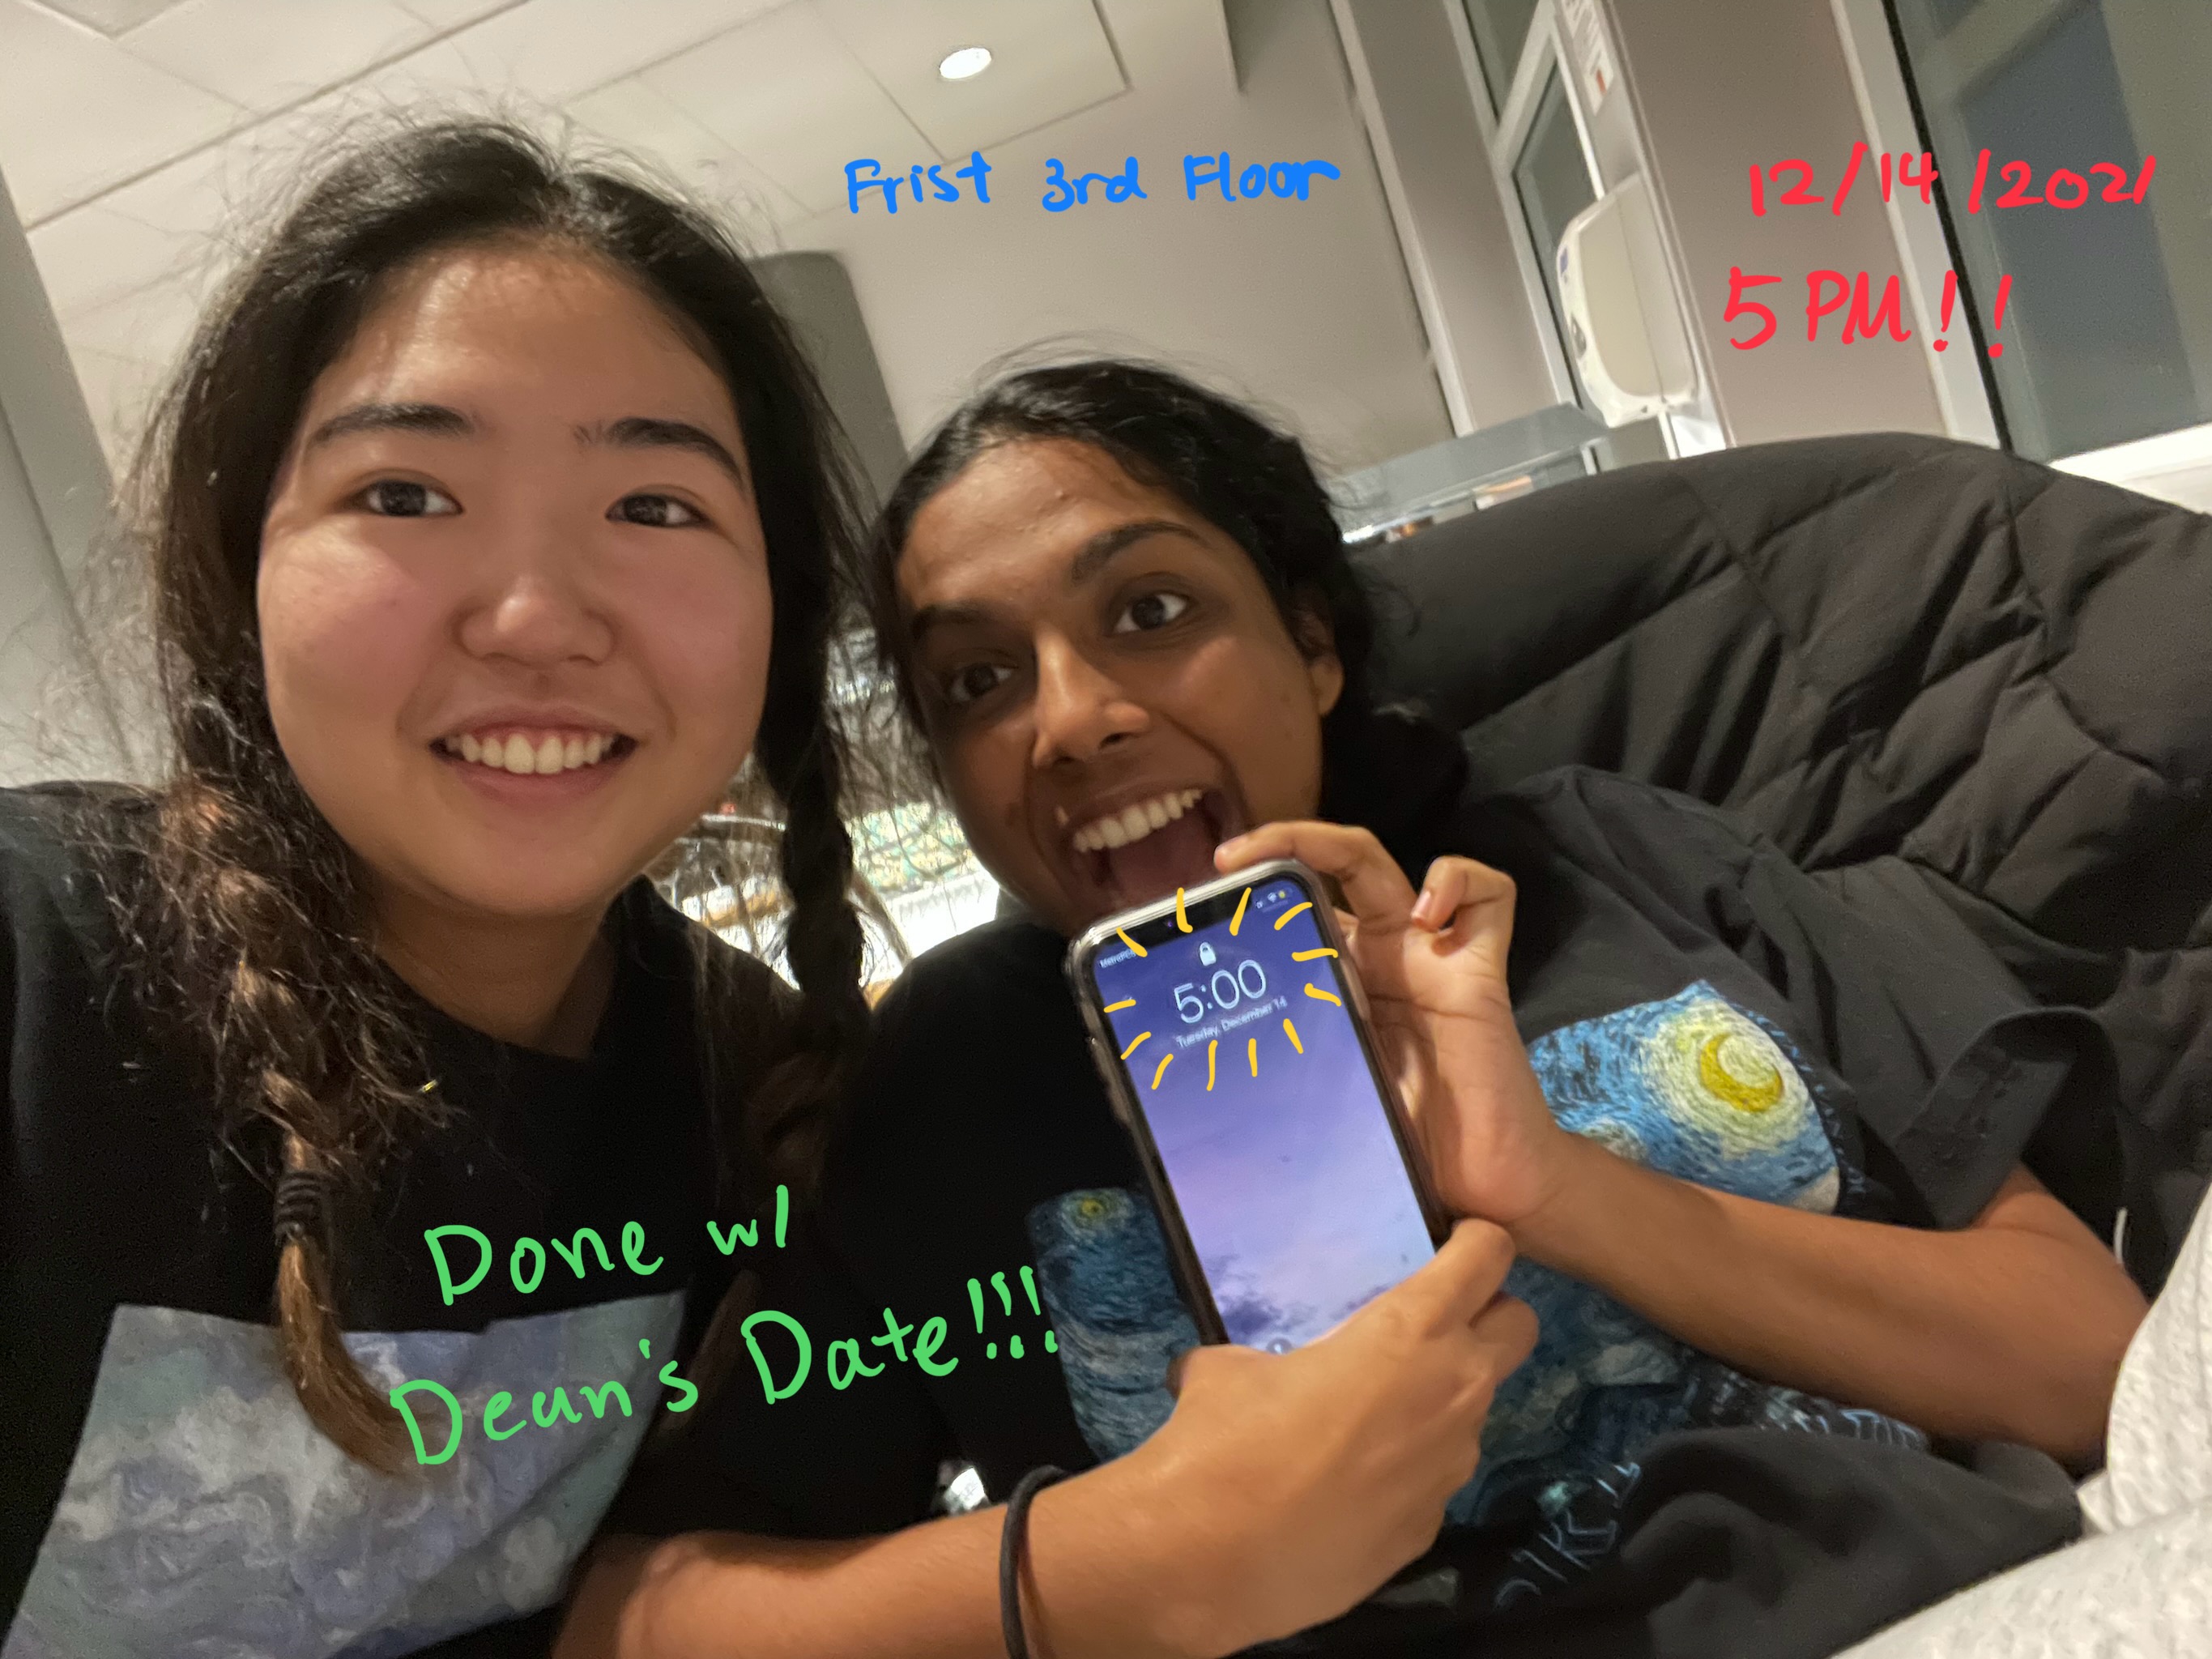 Frist 3rd Floor
12/14/2021
5 PM!!
5:00
Tuesday, December 14
Done w/
Dean's Date!!!